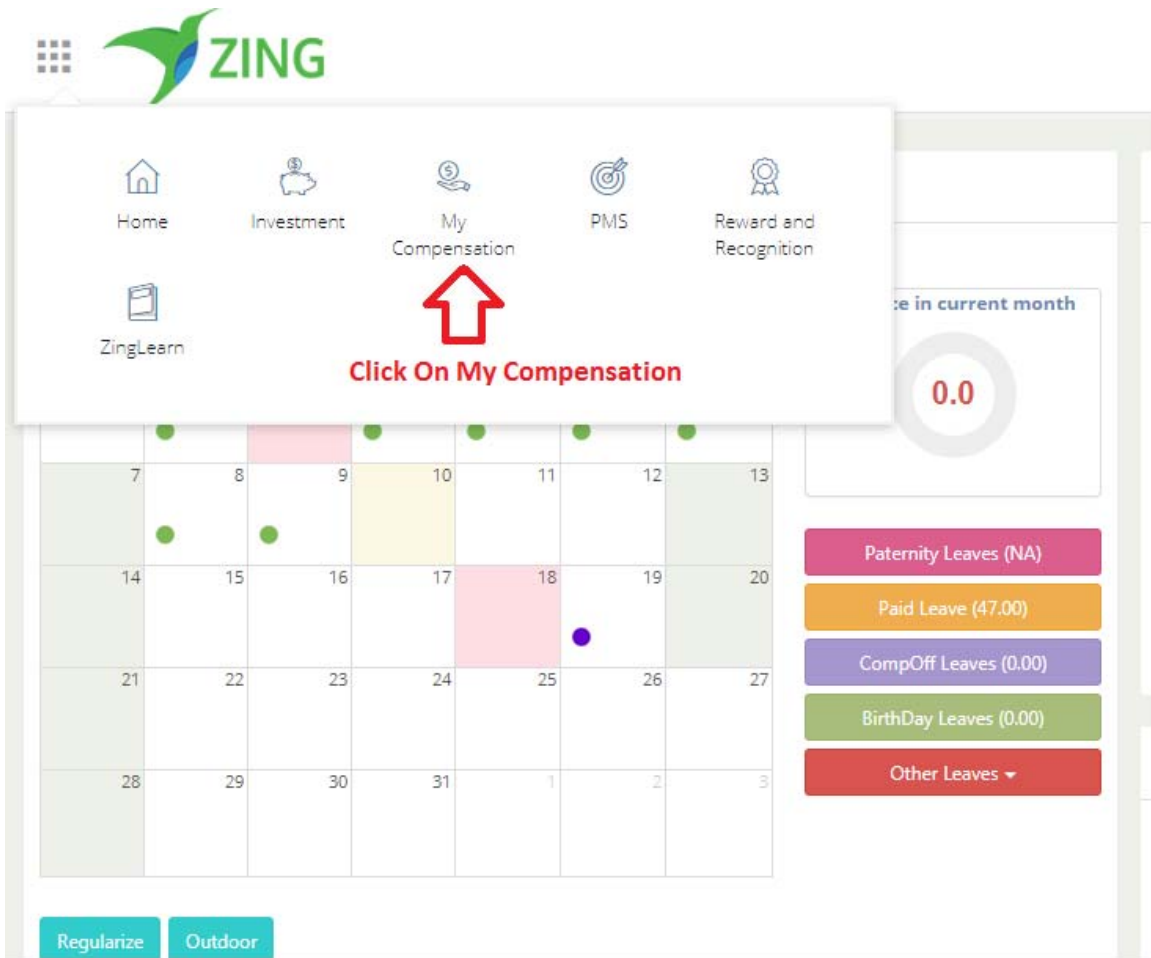 ZING
Home
Investment
My
Compensation
PMS
Reward and
Recognition
ZingLearn
Click On My Compensation
in current month
0.0
7 8 9 10 11 12 13
14 15 16 17 18 19 20
21 22 23 24 25 26 27
28 29 30 31 1 2 3
Paternity Leaves (NA)
Paid Leave (47.00)
CompOff Leaves (0.00)
BirthDay Leaves (0.00)
Other Leaves
Regularize
Outdoor